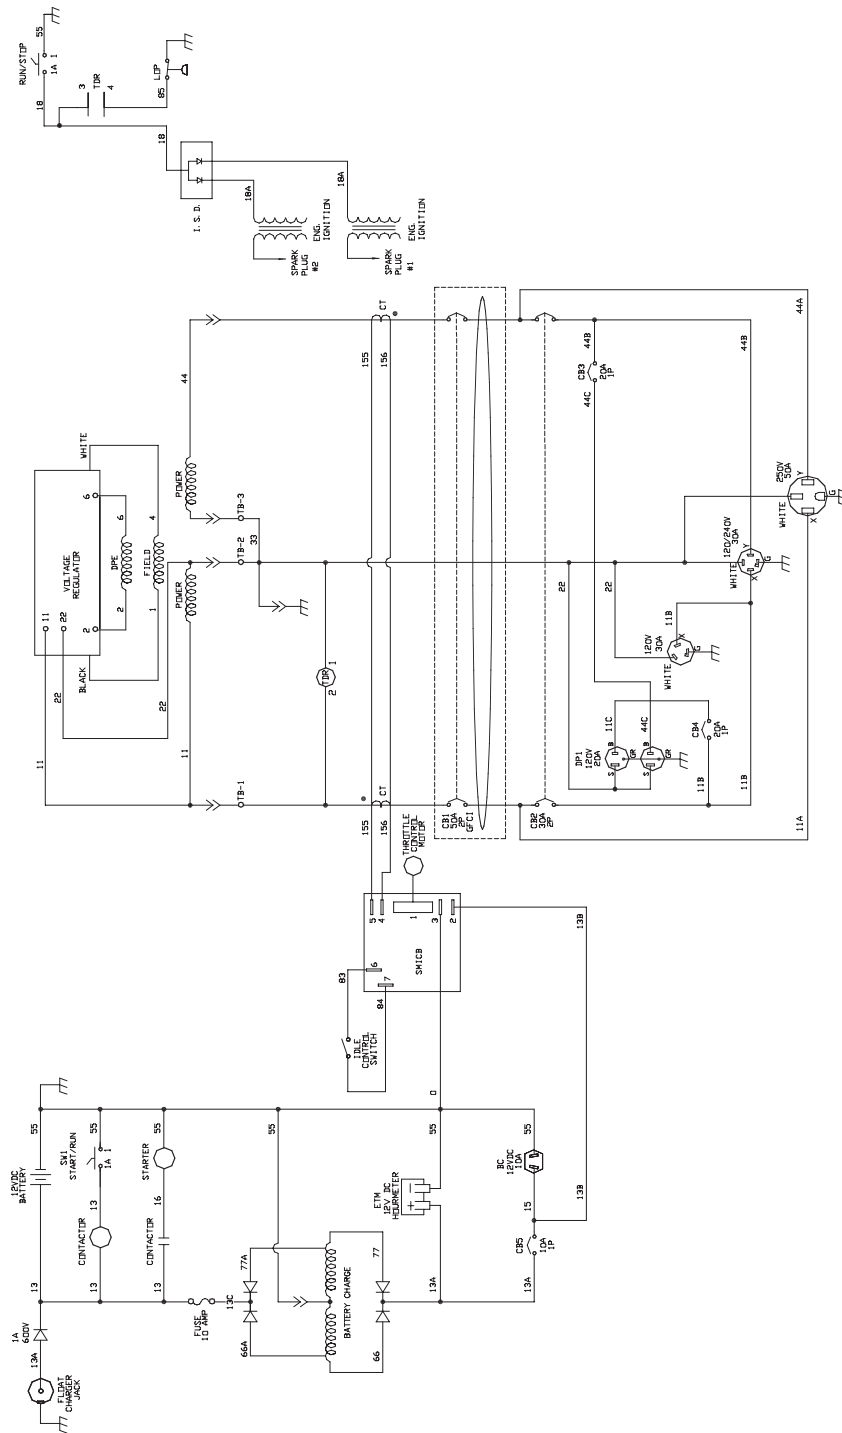 FLOAT
CHARGER
JACK
13A
1A
600V
13
12VDC
BATTERY
55
13
CONTACTOR
13
SW1
START/RUN
1A 1
55
13
CONTACTOR
16
STARTER
55
FUSE
10 AMP
13C
66A
77A
BATTERY CHARGE
66
77
ETM
12V DC
HOURMETER
+
-
13A
55
0
13A
CB5
10A
1P
15
BC
12VDC
10A
55
13B
13B
83
84
IDLE
CONTROL
SWITCH
SMICB
6
7
5
4
1
3
2
THROTTLE
CONTROL
MOTOR
155
156
CT
155
156
CT
11
22
BLACK
VOLTAGE
REGULATOR
11
22
2
6
WHITE
2
DPE
6
1
FIELD
4
22
11
POWER
POWER
44
TB-1
TB-2
TB-3
33
2
TDR
1
CB1
50A
2P
GFCI
CB2
30A
2P
22
22
44B
CB3
20A
1P
44C
DP1
120V
20A
11C
44C
S
B
GR
S
B
GR
11B
CB4
20A
1P
120V
30A
WHITE
X
G
11B
11B
120/240V
30A
WHITE
X
Y
G
44B
250V
50A
WHITE
X
Y
G
11A
44A
RUN/STOP
1A 1
55
18
3
TDR
4
LOP
85
18
I.S.D.
18A
18A
SPARK
PLUG
#2
ENG.
IGNITION
SPARK
PLUG
#1
ENG.
IGNITION